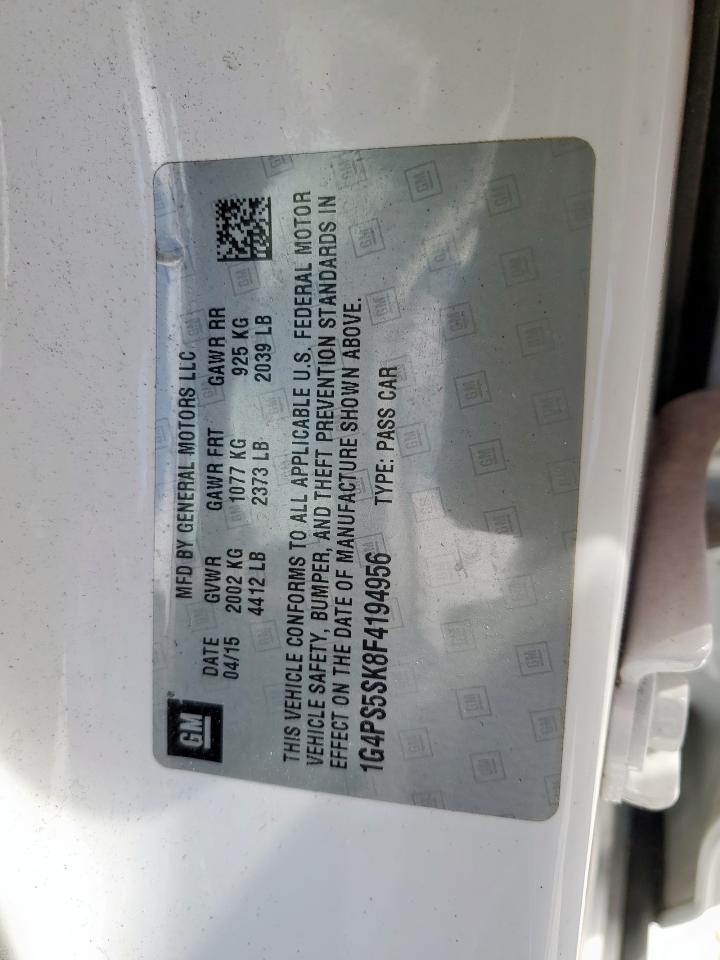 GM®
MFD BY GENERAL MOTORS LLC
DATE GVWR GAWR FRT GAWR RR
04/15 2002 KG 1077 KG 925 KG
4412 LB 2373 LB 2039 LB
THIS VEHICLE CONFORMS TO ALL APPLICABLE U.S. FEDERAL MOTOR
VEHICLE SAFETY, BUMPER, AND THEFT PREVENTION STANDARDS IN
EFFECT ON THE DATE OF MANUFACTURE SHOWN ABOVE.
1G4PS5SK8F4194956 TYPE: PASS CAR